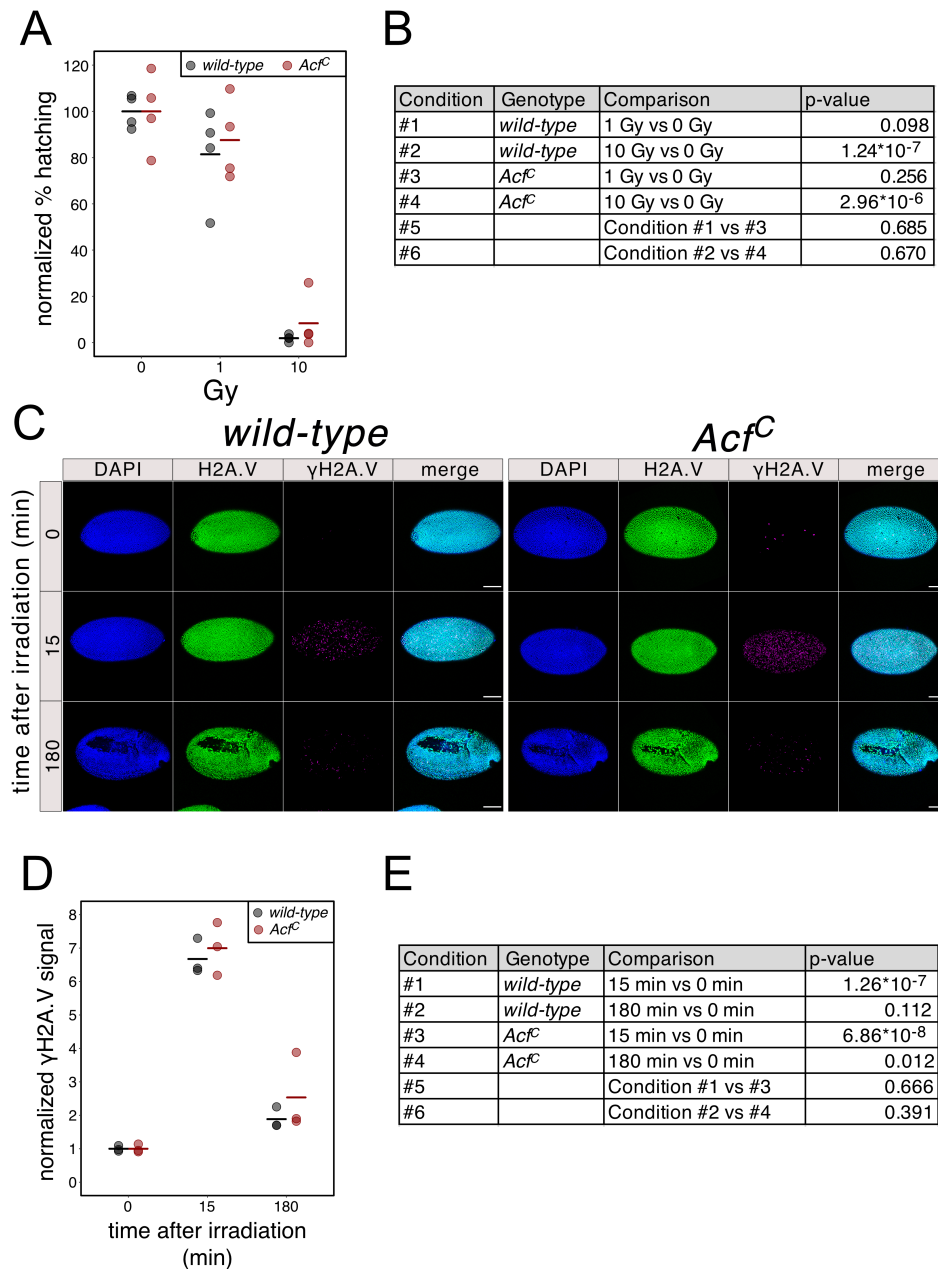 A
wild-type Acf^C
120
100
80
60
40
20
0
normalized % hatching
0 1 10
Gy
B
Condition Genotype Comparison p-value
#1 wild-type 1 Gy vs 0 Gy 0.098
#2 wild-type 10 Gy vs 0 Gy 1.24*10^-7
#3 Acf^C 1 Gy vs 0 Gy 0.256
#4 Acf^C 10 Gy vs 0 Gy 2.96*10^-6
#5 Condition #1 vs #3 0.685
#6 Condition #2 vs #4 0.670
C
wild-type Acf^C
DAPI H2A.V γH2A.V merge DAPI H2A.V γH2A.V merge
time after irradiation (min)
0
15
180
D
wild-type
Acf^C
8
7
6
5
4
3
2
1
0
normalized γH2A.V signal
0 15 180
time after irradiation
(min)
E
Condition Genotype Comparison p-value
#1 wild-type 15 min vs 0 min 1.26*10^-7
#2 wild-type 180 min vs 0 min 0.112
#3 Acf^C 15 min vs 0 min 6.86*10^-8
#4 Acf^C 180 min vs 0 min 0.012
#5 Condition #1 vs #3 0.666
#6 Condition #2 vs #4 0.391